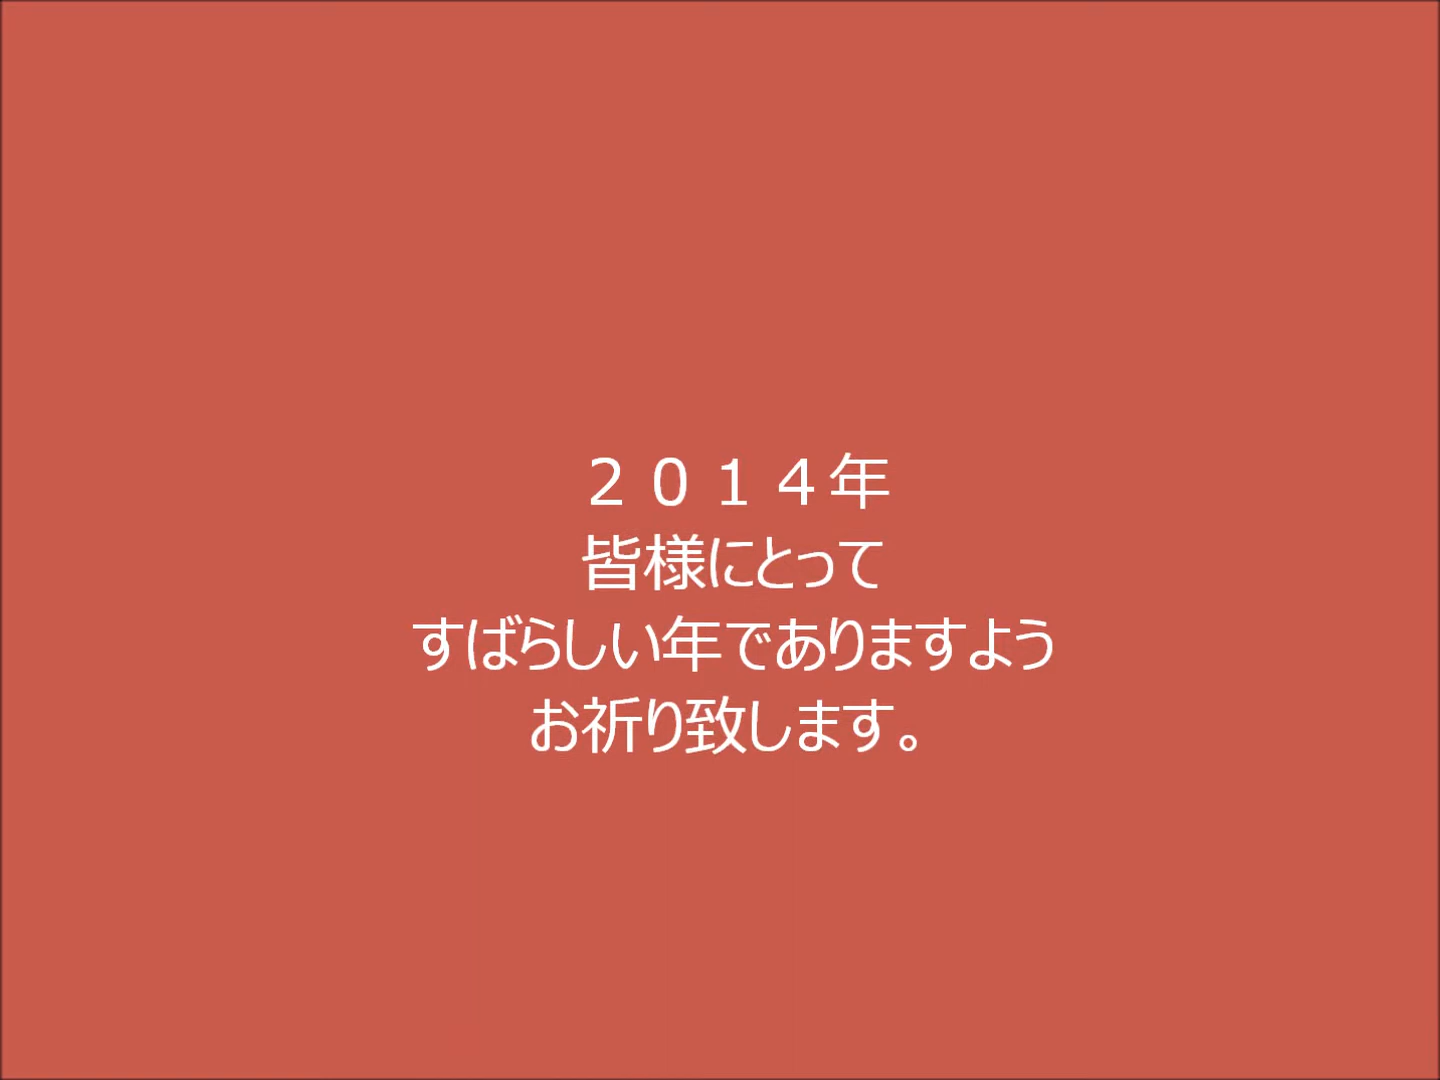 ２０１４年
皆様にとって
すばらしい年でありますよう
お祈り致します。